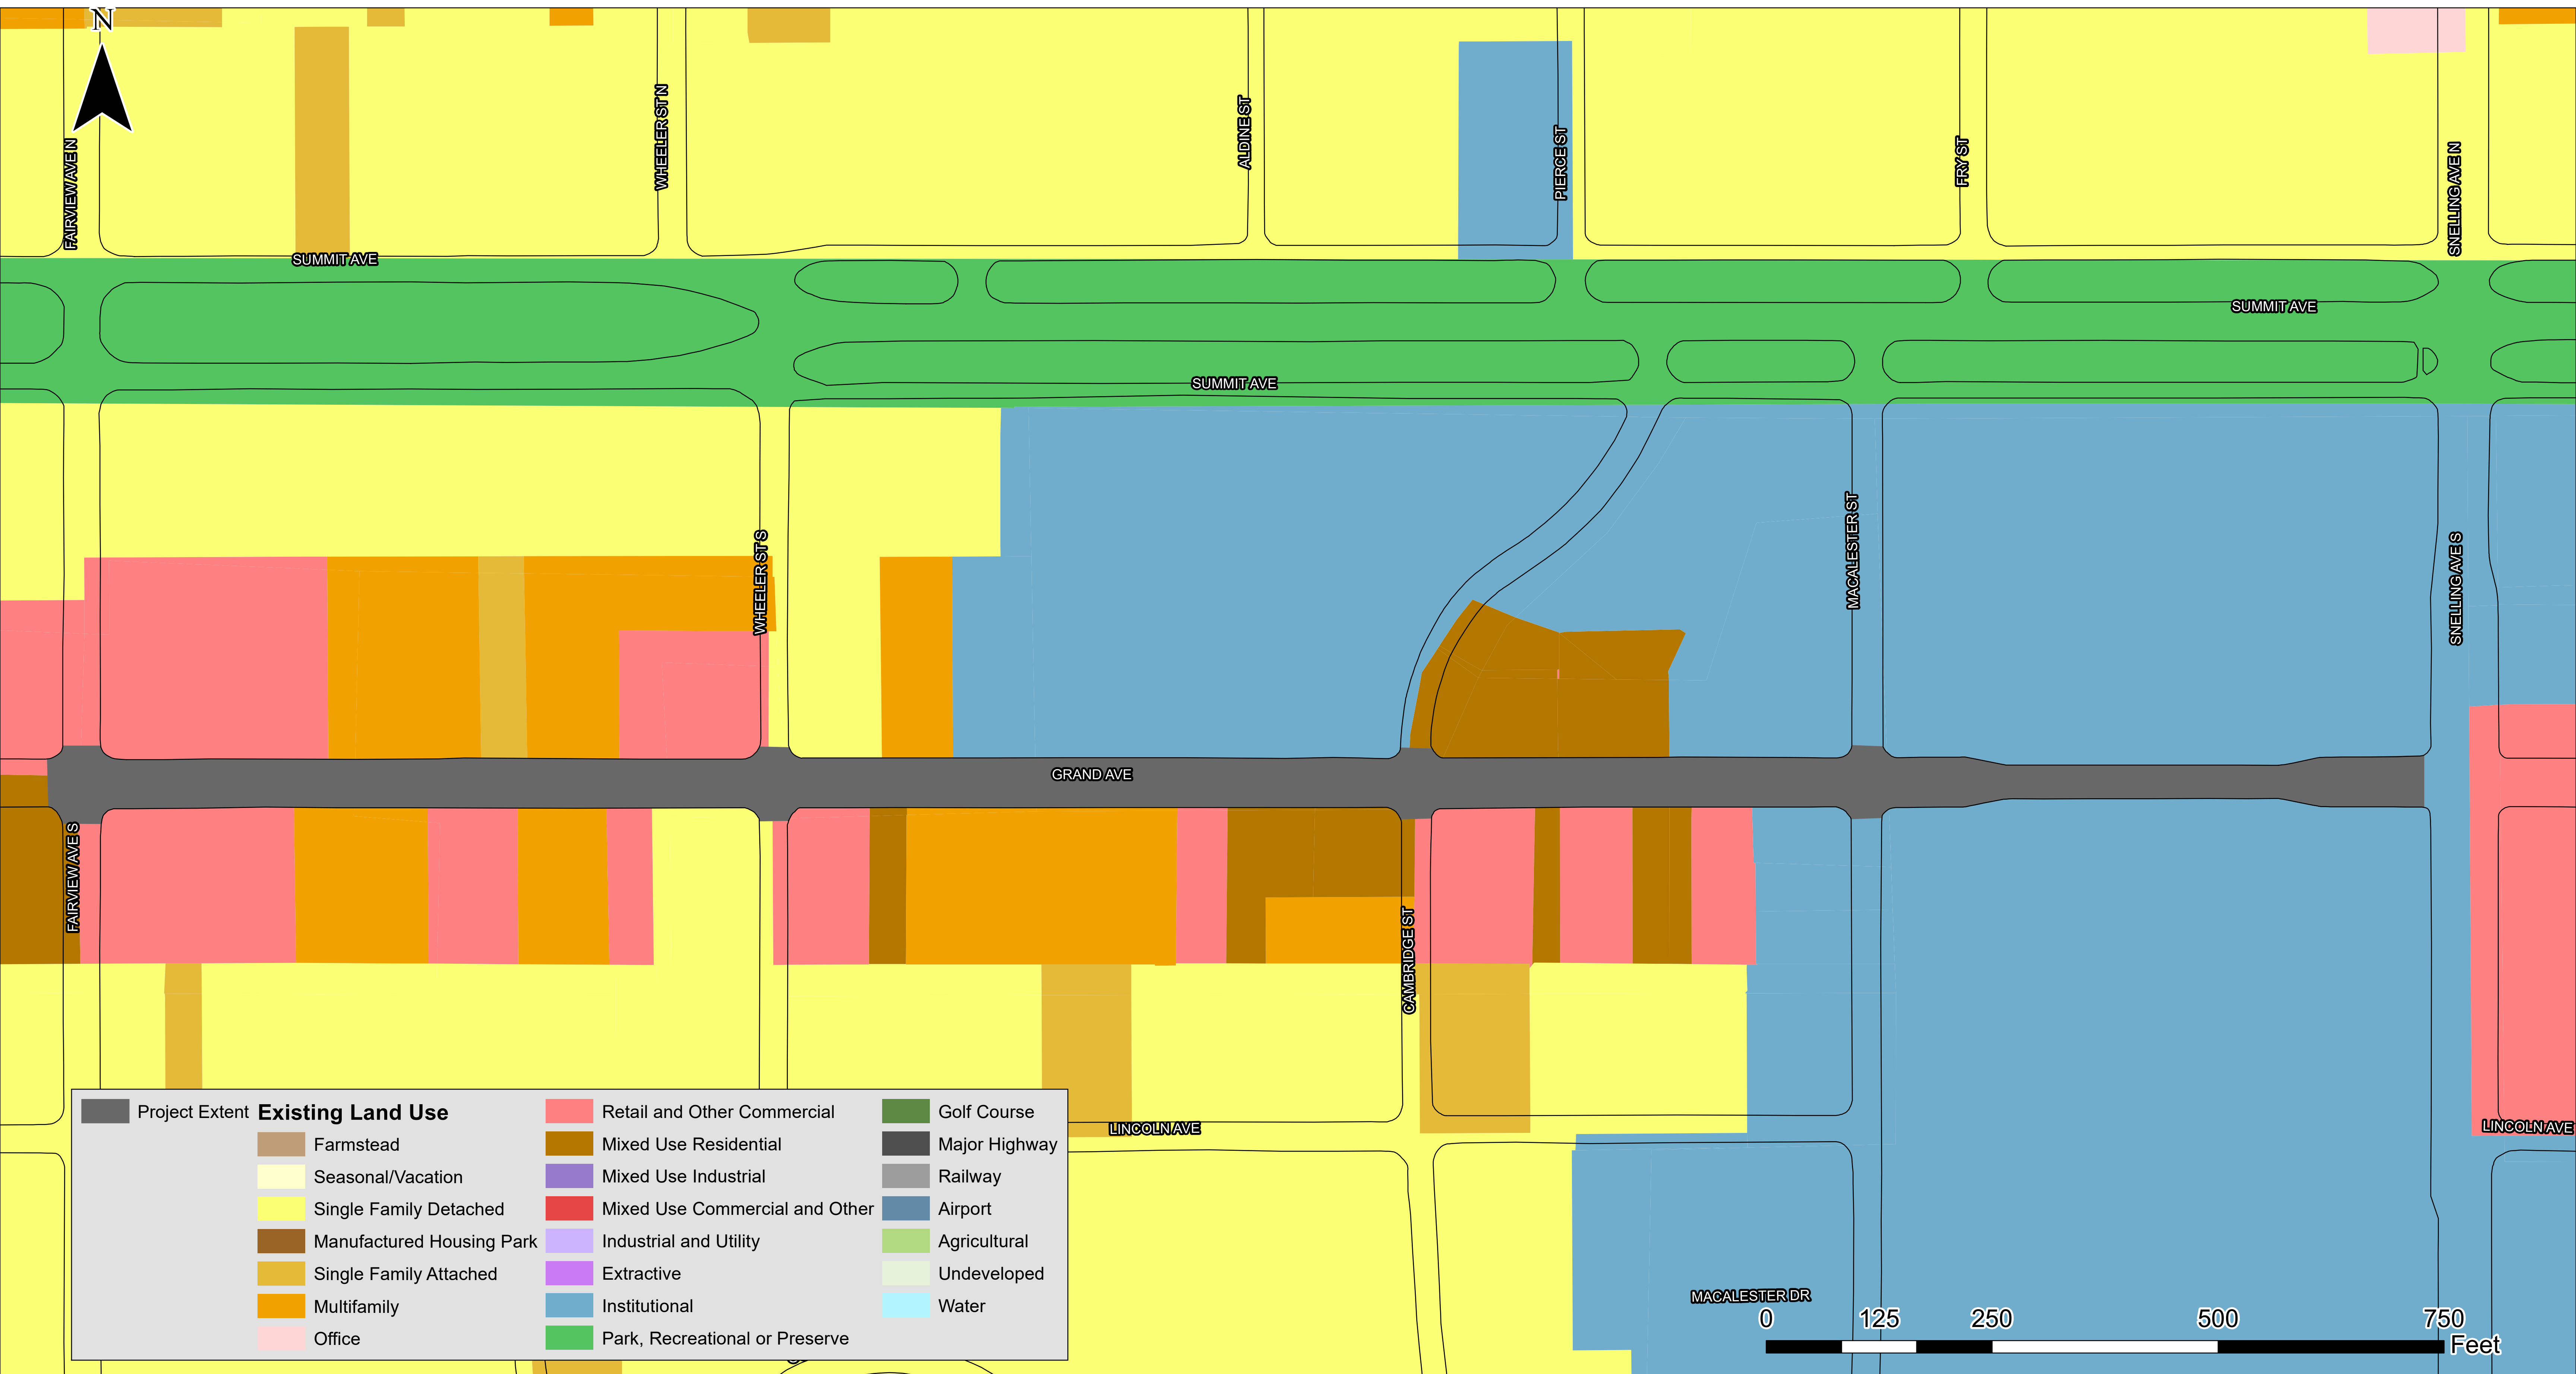 N
FAIRVIEW AVE N
WHEELER ST N
ALDINE ST
PIERCE ST
FRY ST
SNELLING AVE N
SUMMIT AVE
SUMMIT AVE
SUMMIT AVE
WHEELER ST S
MACALESTER ST
SNELLING AVE S
GRAND AVE
FAIRVIEW AVE S
CAMBRIDGE ST
LINCOLN AVE
LINCOLN AVE
MACALESTER DR
Project Extent
Existing Land Use
Farmstead
Seasonal/Vacation
Single Family Detached
Manufactured Housing Park
Single Family Attached
Multifamily
Office
Retail and Other Commercial
Mixed Use Residential
Mixed Use Industrial
Mixed Use Commercial and Other
Industrial and Utility
Extractive
Institutional
Park, Recreational or Preserve
Golf Course
Major Highway
Railway
Airport
Agricultural
Undeveloped
Water
0 125 250 500 750
Feet